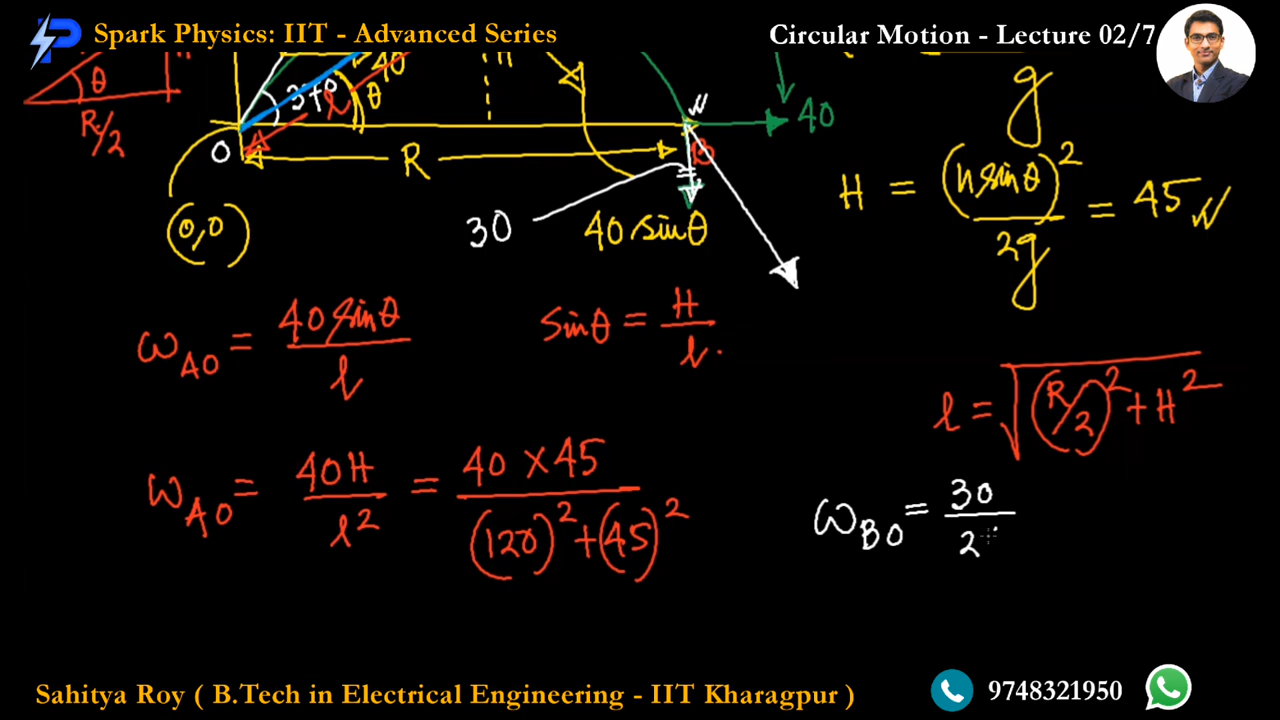 Spark Physics: IIT - Advanced Series
Circular Motion - Lecture 02/7
θ
R/2
37°
l
40
θ
H
40
g
O
R
B
(0,0)
30
40 sinθ
H = (u sinθ)² / 2g = 45
ω_AO = 40 sinθ / l
sinθ = H / l.
l = √((R/2)² + H²)
ω_AO = 40H / l² = 40 × 45 / ((120)² + (45)²)
ω_BO = 30 / 2
Sahitya Roy ( B.Tech in Electrical Engineering - IIT Kharagpur )
9748321950